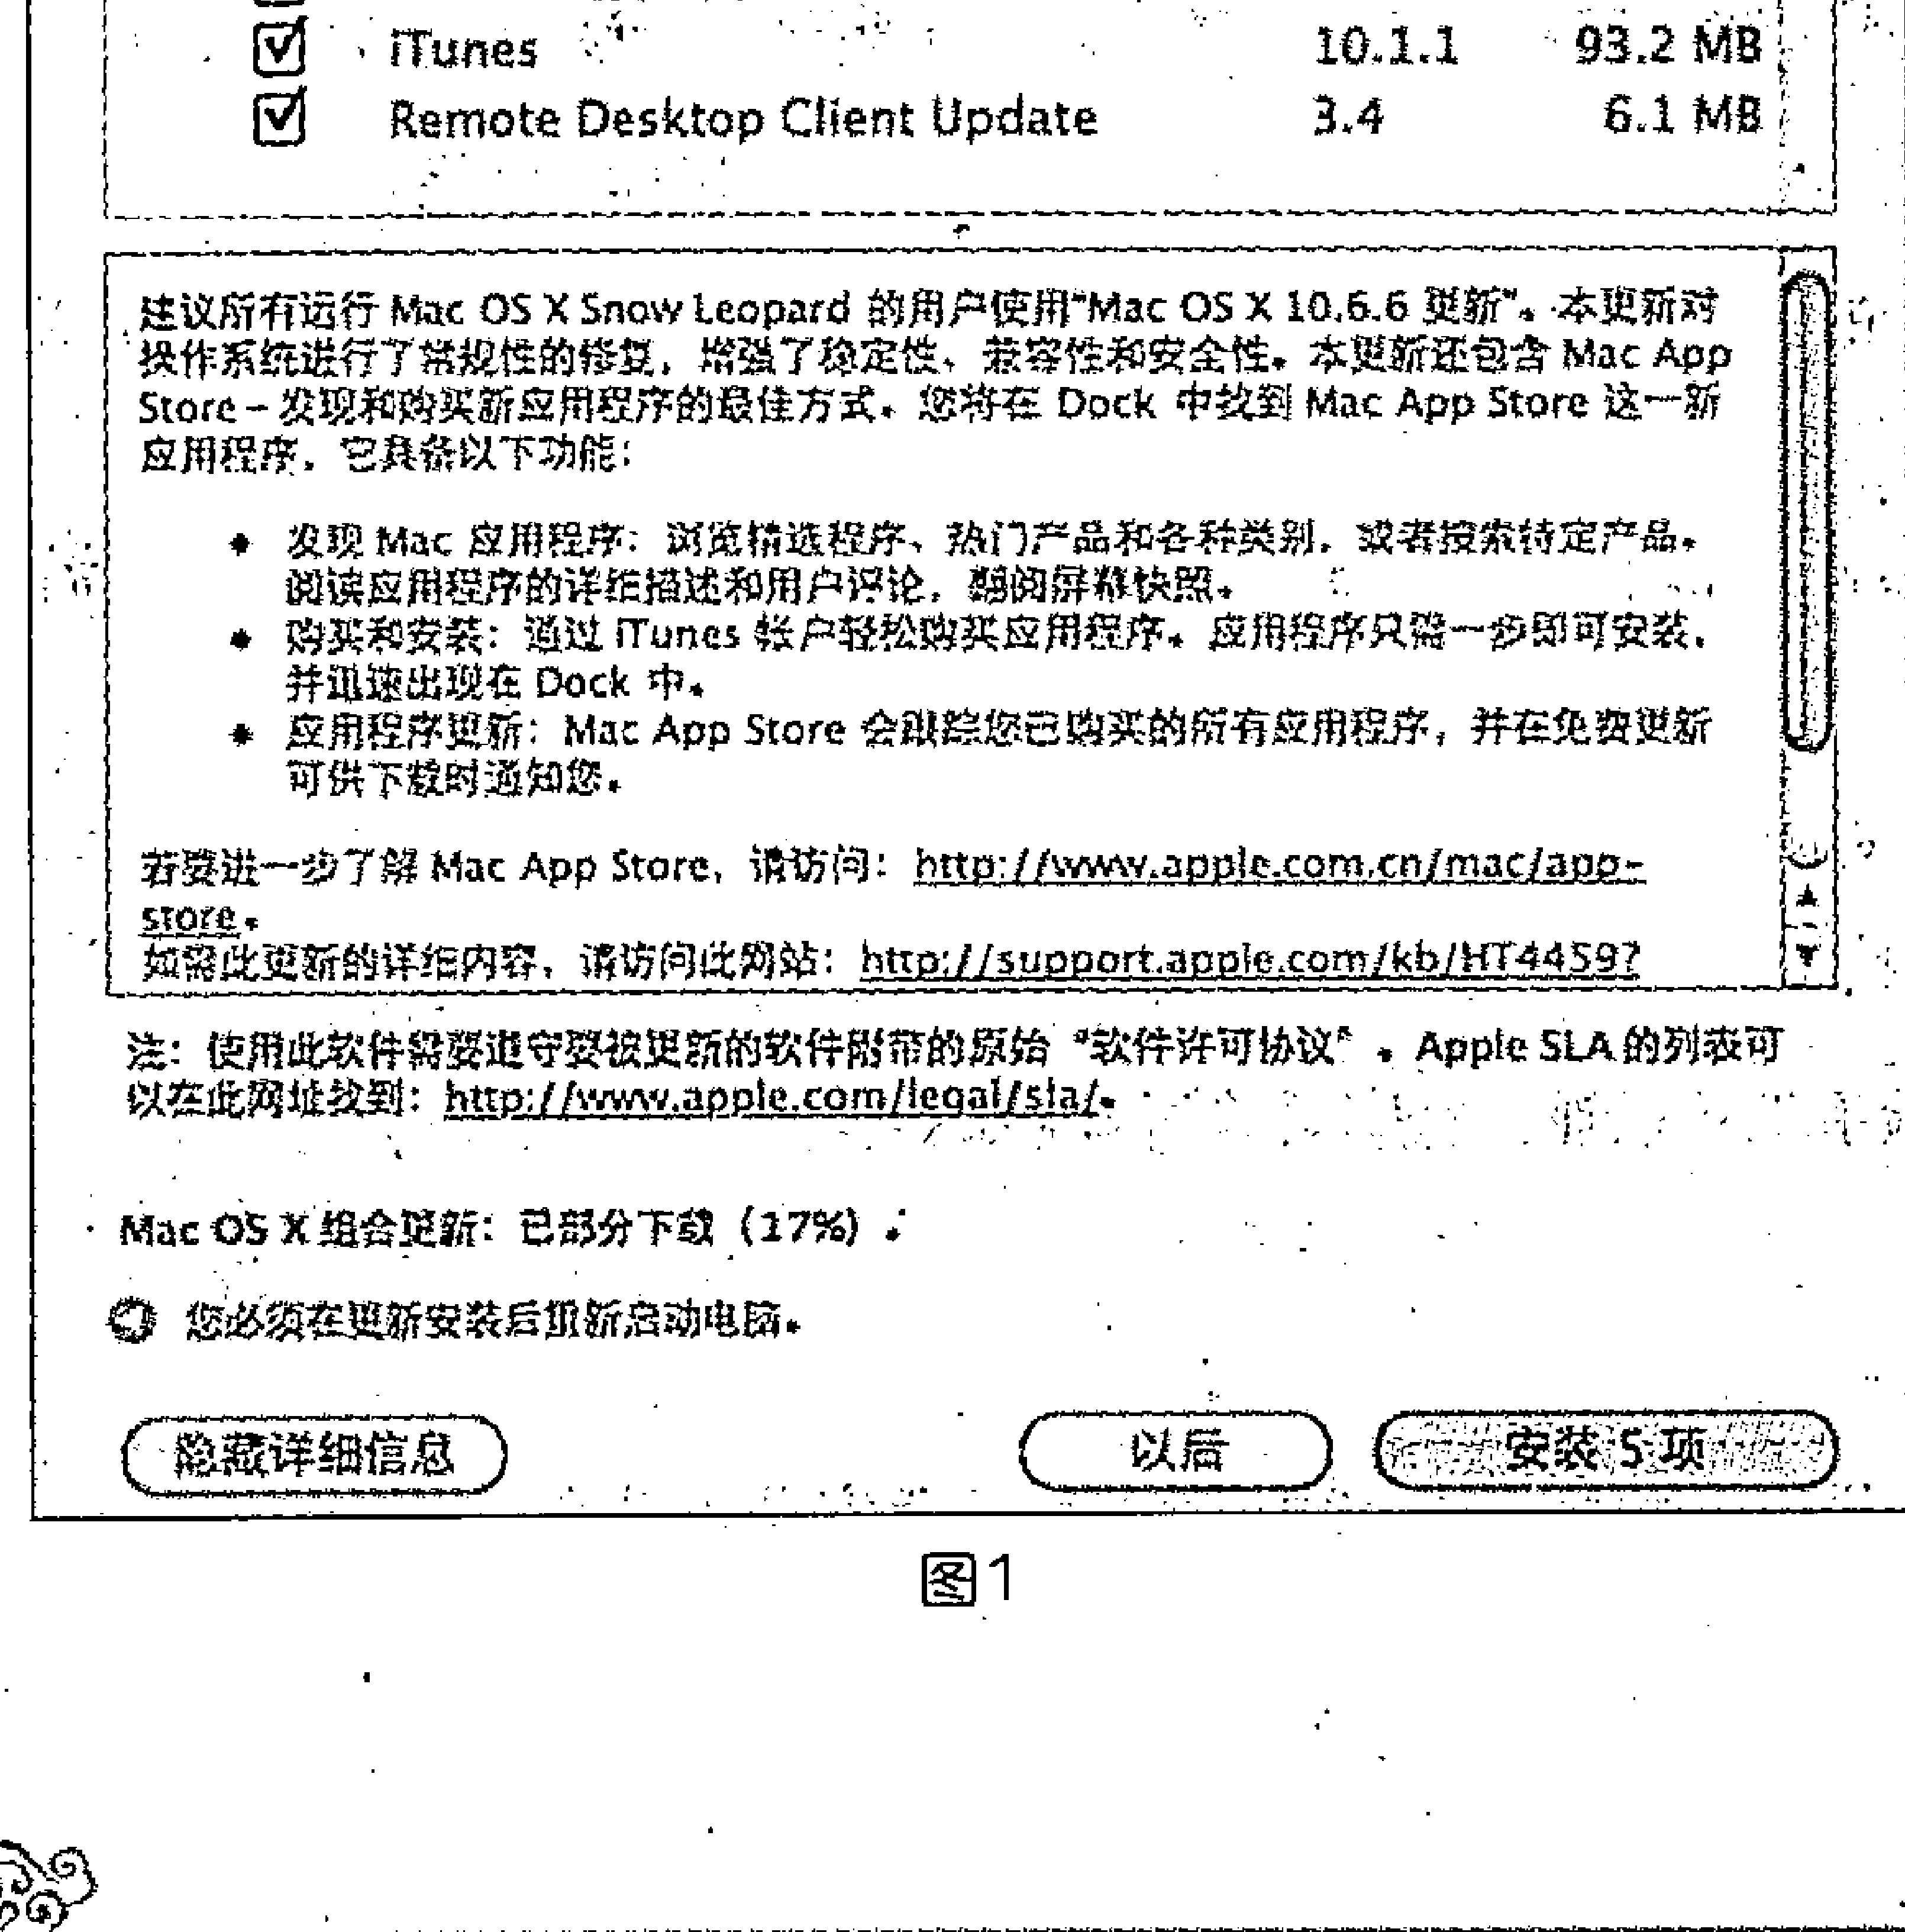 iTunes 10.1.1 93.2 MB
Remote Desktop Client Update 3.4 6.1 MB
建议所有运行 Mac OS X Snow Leopard 的用户使用“Mac OS X 10.6.6 更新”。本更新对
操作系统进行了常规性的修复，增强了稳定性、兼容性和安全性。本更新还包含 Mac App
Store – 发现和购买新应用程序的最佳方式。您将在 Dock 中找到 Mac App Store 这一新
应用程序，它具备以下功能：
• 发现 Mac 应用程序：浏览精选程序、热门产品和各种类别，或者搜索特定产品。
阅读应用程序的详细描述和用户评论，翻阅屏幕快照。
• 购买和安装：通过 iTunes 帐户轻松购买应用程序。应用程序只需一步即可安装，
并迅速出现在 Dock 中。
• 应用程序更新：Mac App Store 会跟踪您已购买的所有应用程序，并在免费更新
可供下载时通知您。
若要进一步了解 Mac App Store，请访问：http://www.apple.com.cn/mac/app-
store。
如需此更新的详细内容，请访问此网站：http://support.apple.com/kb/HT4459?
注：使用此软件需要遵守要被更新的软件附带的原始“软件许可协议”。Apple SLA 的列表可
以在此网址找到：http://www.apple.com/legal/sla/。
Mac OS X 组合更新：已部分下载（17%）。
您必须在更新安装后重新启动电脑。
隐藏详细信息 以后 安装 5 项
图1